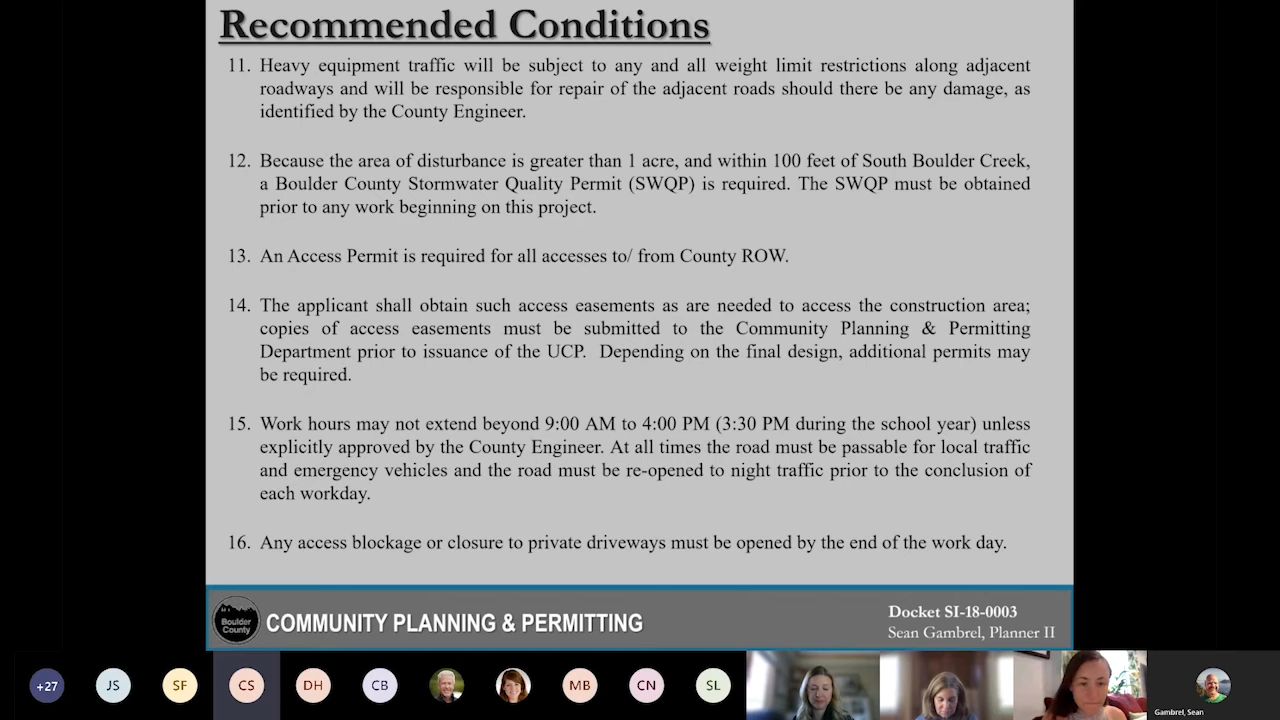 Recommended Conditions
11. Heavy equipment traffic will be subject to any and all weight limit restrictions along adjacent
roadways and will be responsible for repair of the adjacent roads should there be any damage, as
identified by the County Engineer.
12. Because the area of disturbance is greater than 1 acre, and within 100 feet of South Boulder Creek,
a Boulder County Stormwater Quality Permit (SWQP) is required. The SWQP must be obtained
prior to any work beginning on this project.
13. An Access Permit is required for all accesses to/ from County ROW.
14. The applicant shall obtain such access easements as are needed to access the construction area;
copies of access easements must be submitted to the Community Planning & Permitting
Department prior to issuance of the UCP. Depending on the final design, additional permits may
be required.
15. Work hours may not extend beyond 9:00 AM to 4:00 PM (3:30 PM during the school year) unless
explicitly approved by the County Engineer. At all times the road must be passable for local traffic
and emergency vehicles and the road must be re-opened to night traffic prior to the conclusion of
each workday.
16. Any access blockage or closure to private driveways must be opened by the end of the work day.
Boulder
County
COMMUNITY PLANNING & PERMITTING
Docket SI-18-0003
Sean Gambrel, Planner II
+27 JS SF CS DH CB MB CN SL
Gambrel, Sean